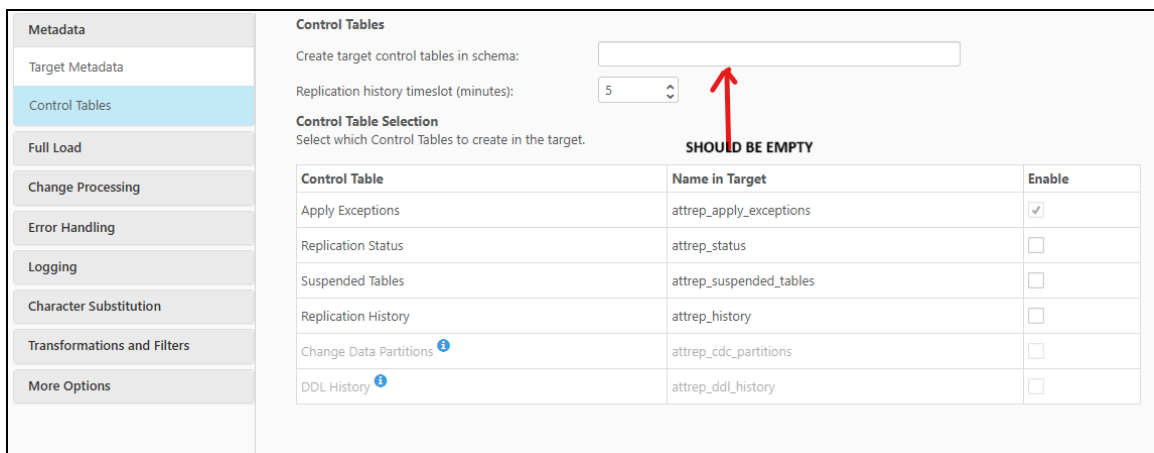 Metadata
Target Metadata
Control Tables
Full Load
Change Processing
Error Handling
Logging
Character Substitution
Transformations and Filters
More Options
Control Tables
Create target control tables in schema:
Replication history timeslot (minutes): 5
Control Table Selection
Select which Control Tables to create in the target.
SHOULD BE EMPTY
Control Table Name in Target Enable
Apply Exceptions attrep_apply_exceptions
Replication Status attrep_status
Suspended Tables attrep_suspended_tables
Replication History attrep_history
Change Data Partitions attrep_cdc_partitions
DDL History attrep_ddl_history